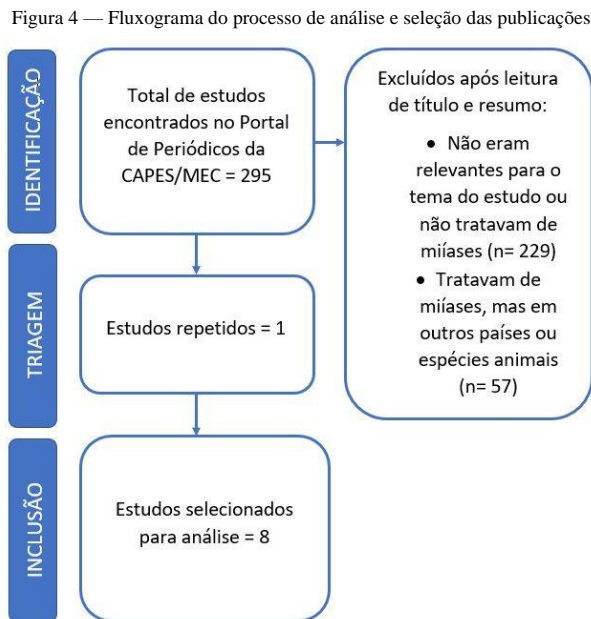 Figura 4 — Fluxograma do processo de análise e seleção das publicações
IDENTIFICAÇÃO
Total de estudos
encontrados no Portal
de Periódicos da
CAPES/MEC = 295
Excluídos após leitura
de título e resumo:
• Não eram
relevantes para o
tema do estudo ou
não tratavam de
miíases (n= 229)
• Tratavam de
miíases, mas em
outros países ou
espécies animais
(n= 57)
TRIAGEM
Estudos repetidos = 1
INCLUSÃO
Estudos selecionados
para análise = 8